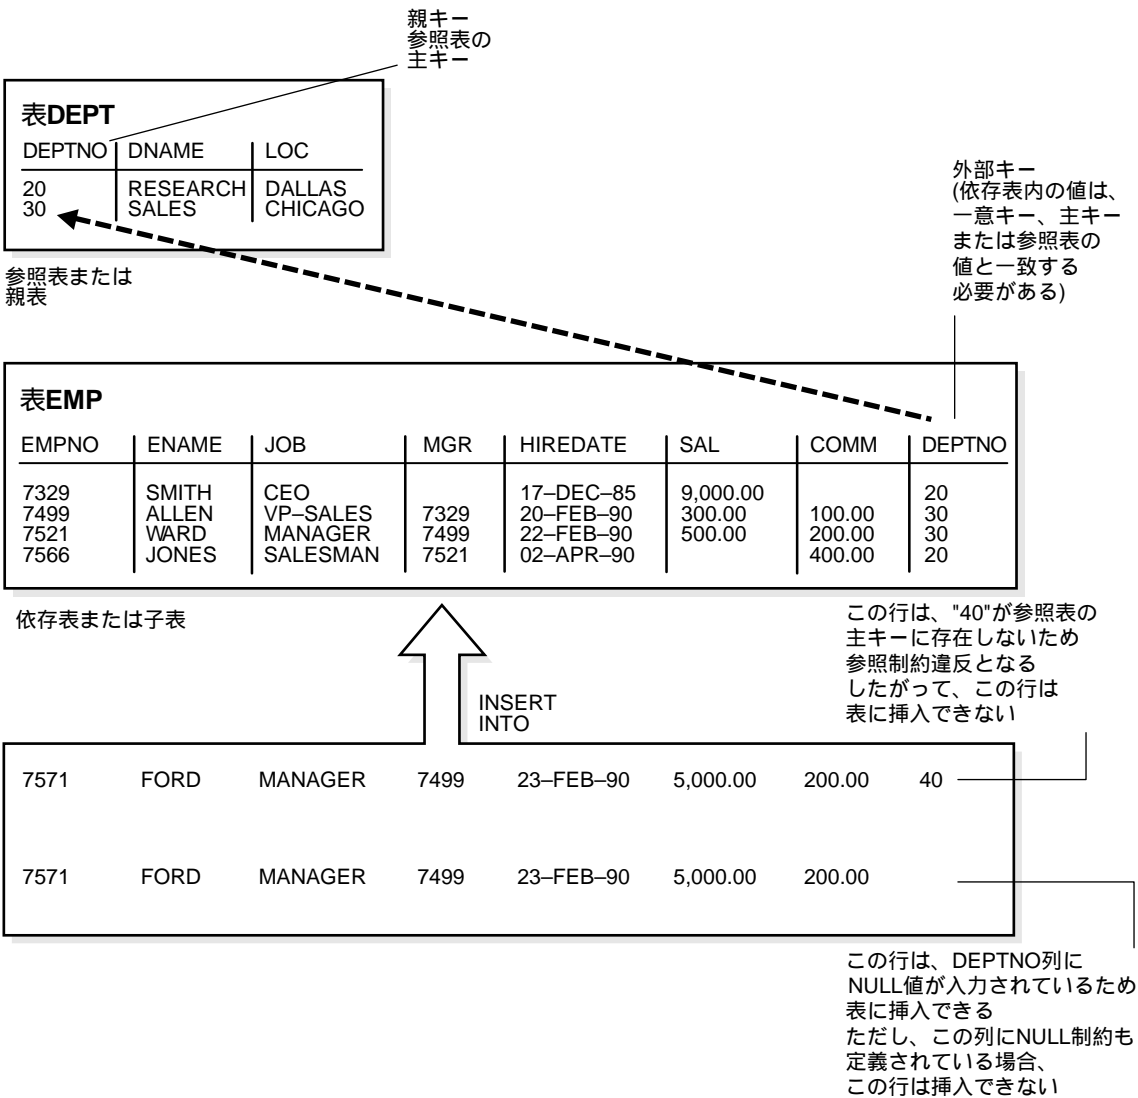 親キー
参照表の
主キー
表DEPT
DEPTNO DNAME LOC
20 RESEARCH DALLAS
30 SALES CHICAGO
参照表または
親表
外部キー
(依存表内の値は、
一意キー、主キー
または参照表の
値と一致する
必要がある)
表EMP
EMPNO ENAME JOB MGR HIREDATE SAL COMM DEPTNO
7329 SMITH CEO 17–DEC–85 9,000.00 20
7499 ALLEN VP–SALES 7329 20–FEB–90 300.00 100.00 30
7521 WARD MANAGER 7499 22–FEB–90 500.00 200.00 30
7566 JONES SALESMAN 7521 02–APR–90 400.00 20
依存表または子表
この行は、"40"が参照表の
主キーに存在しないため
参照制約違反となる
したがって、この行は
表に挿入できない
INSERT
INTO
7571 FORD MANAGER 7499 23–FEB–90 5,000.00 200.00 40
7571 FORD MANAGER 7499 23–FEB–90 5,000.00 200.00
この行は、DEPTNO列に
NULL値が入力されているため
表に挿入できる
ただし、この列にNULL制約も
定義されている場合、
この行は挿入できない